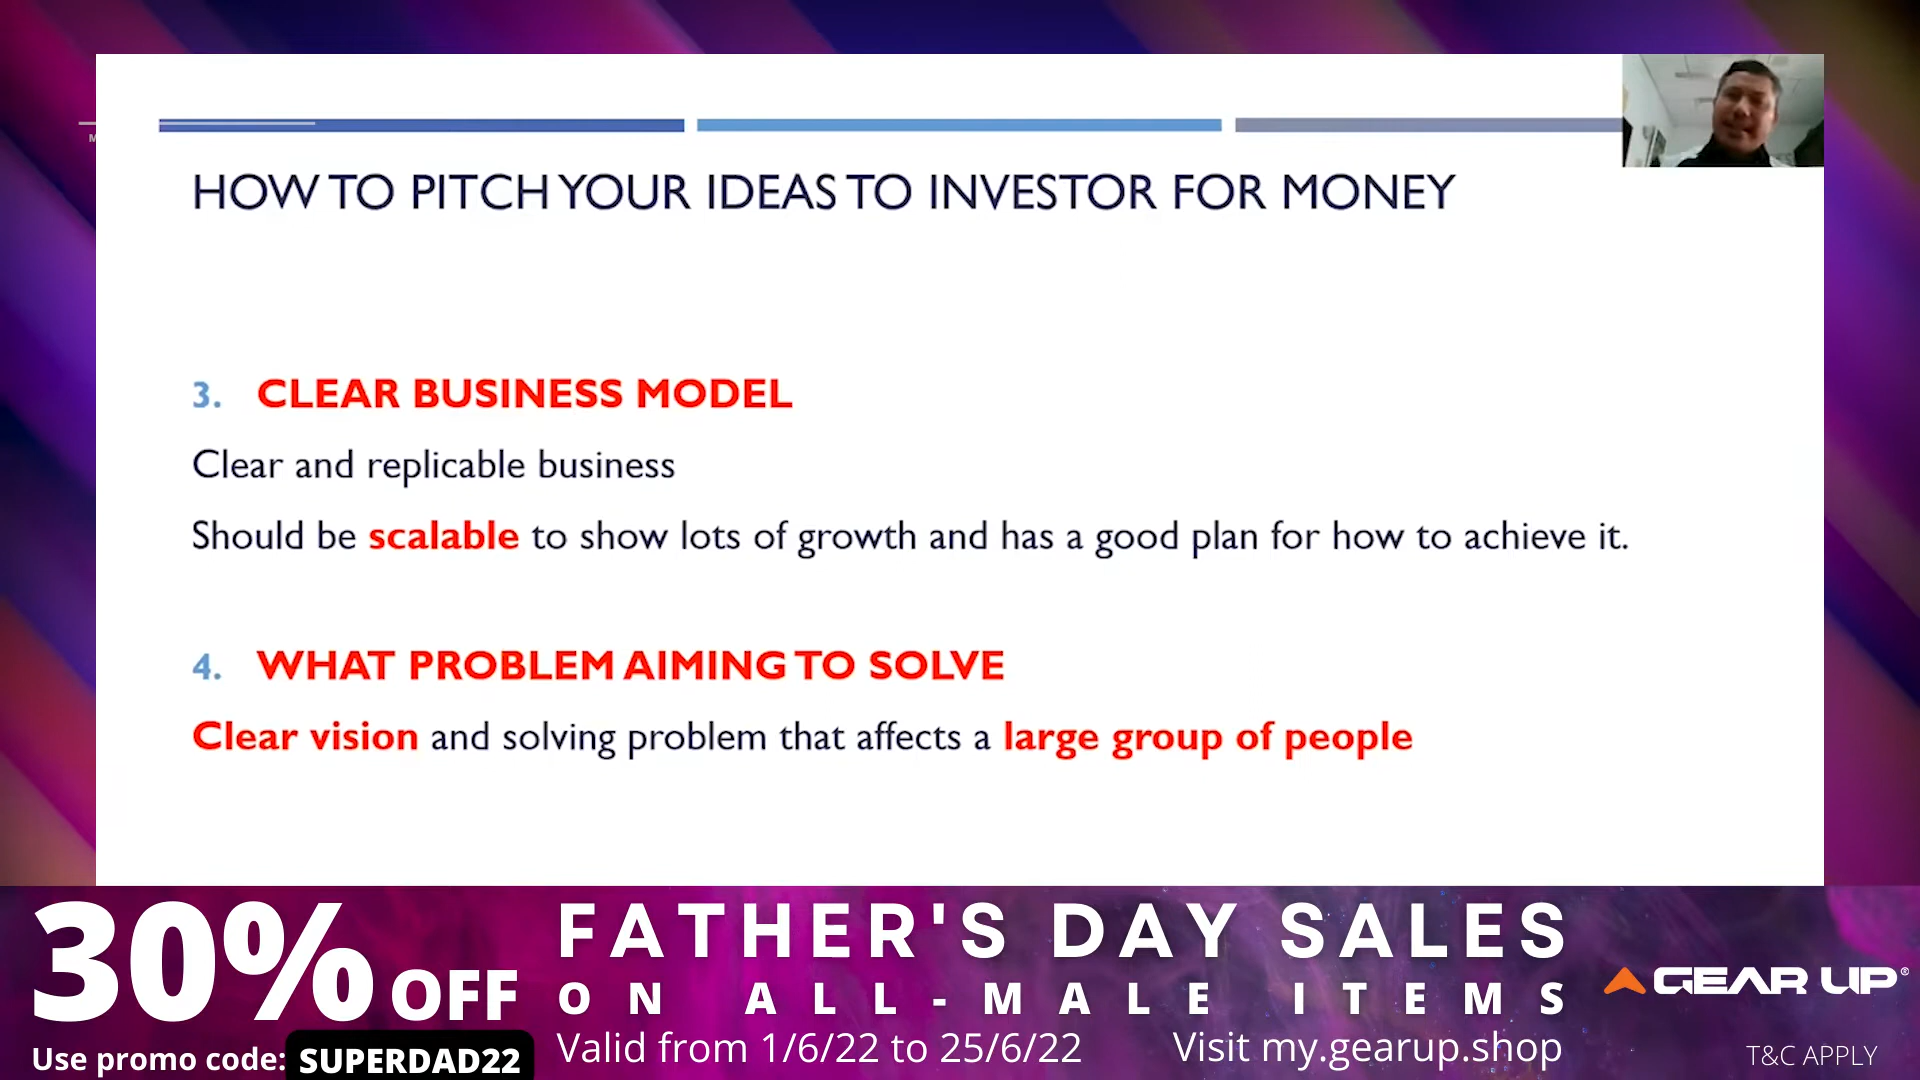 HOW TO PITCH YOUR IDEAS TO INVESTOR FOR MONEY
3. CLEAR BUSINESS MODEL
Clear and replicable business
Should be scalable to show lots of growth and has a good plan for how to achieve it.
4. WHAT PROBLEM AIMING TO SOLVE
Clear vision and solving problem that affects a large group of people
30% OFF
Use promo code: SUPERDAD22
FATHER'S DAY SALES
ON ALL-MALE ITEMS
Valid from 1/6/22 to 25/6/22
Visit my.gearup.shop
GEAR UP®
T&C APPLY